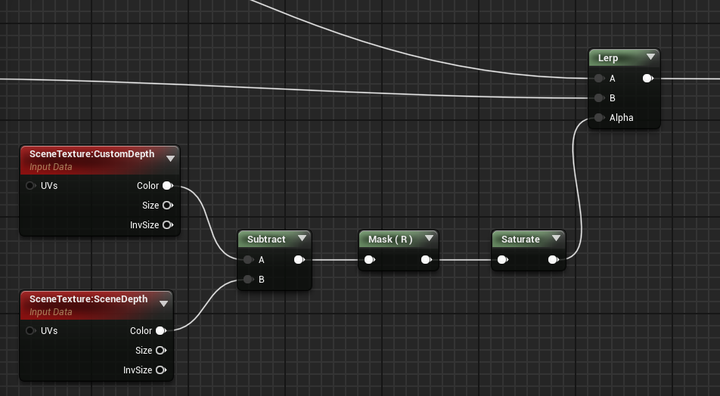 Lerp
A
B
Alpha
SceneTexture:CustomDepth
Input Data
UVs Color
Size
InvSize
Subtract
A
B
Mask ( R )
Saturate
SceneTexture:SceneDepth
Input Data
UVs Color
Size
InvSize